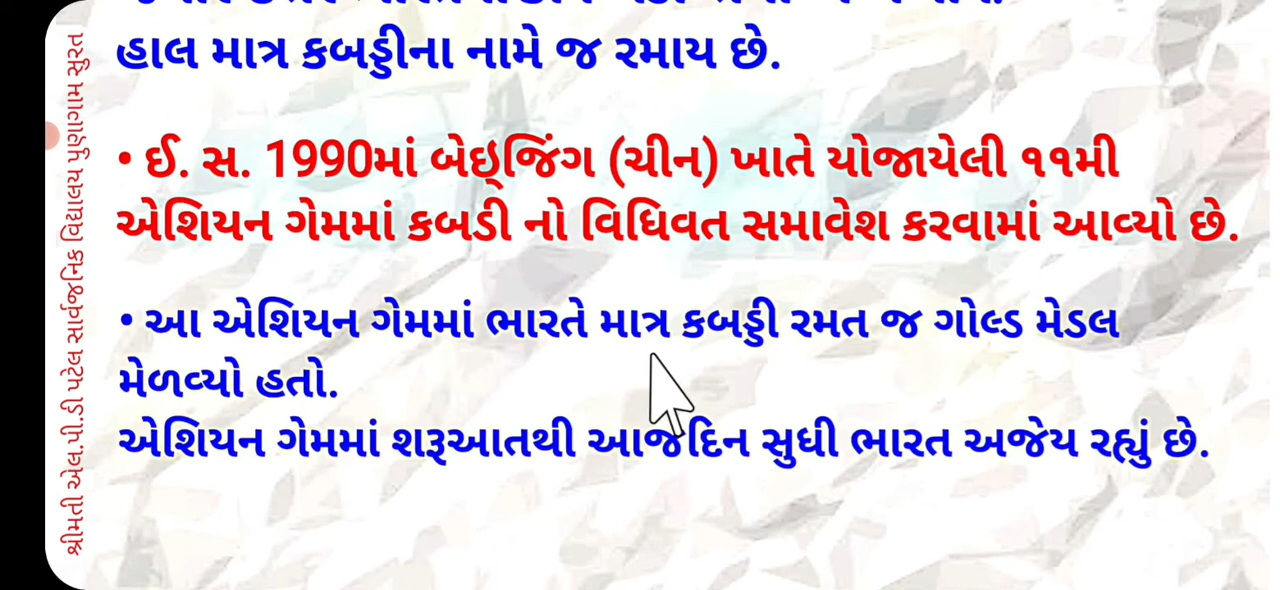 હાલ માત્ર કબડ્ડીના નામે જ રમાય છે.
• ઈ. સ. 1990માં બેઇ્જિંગ (ચીન) ખાતે યોજાયેલી ૧૧મી
એશિયન ગેમમાં કબડી નો વિધિવત સમાવેશ કરવામાં આવ્યો છે.
• આ એશિયન ગેમમાં ભારતે માત્ર કબડ્ડી રમત જ ગોલ્ડ મેડલ
મેળવ્યો હતો.
એશિયન ગેમમાં શરૂઆતથી આજદિન સુધી ભારત અજેય રહ્યું છે.
શ્રીમતી એલ.પી.ડી પટેલ સાર્વજનિક વિદ્યાલય પુણાગામ સુરત